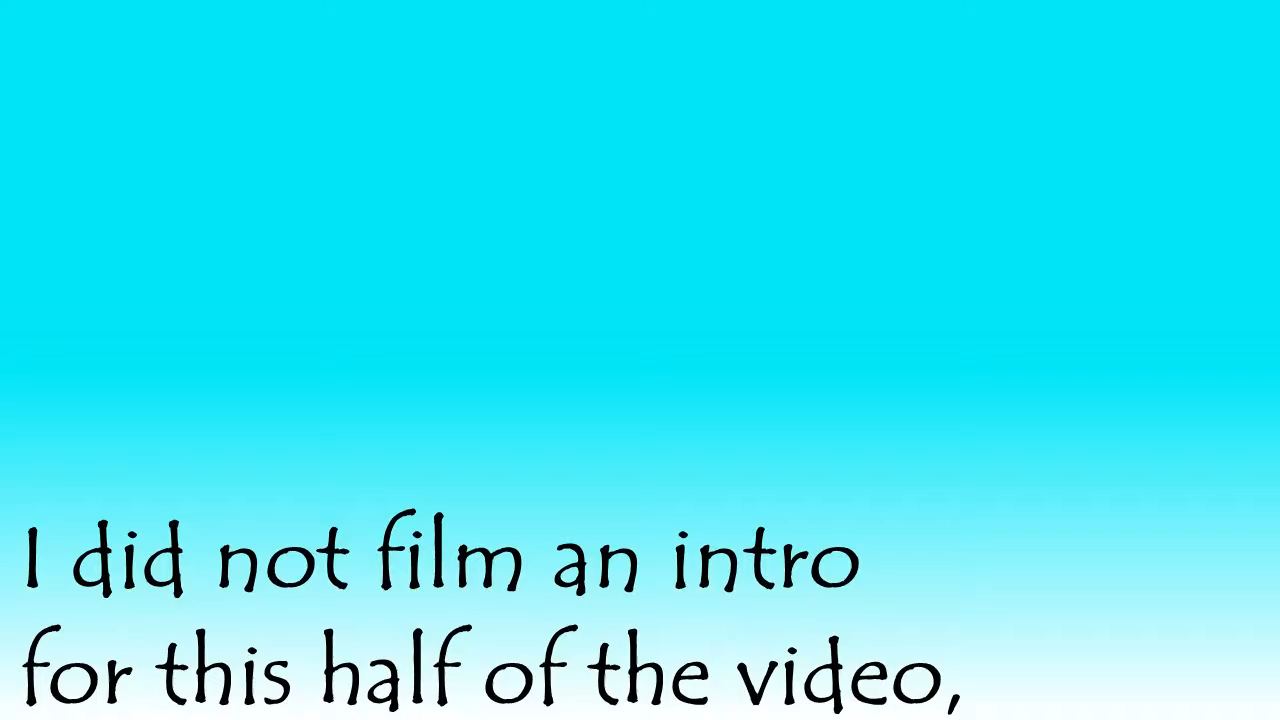 I did not film an intro
for this half of the video,